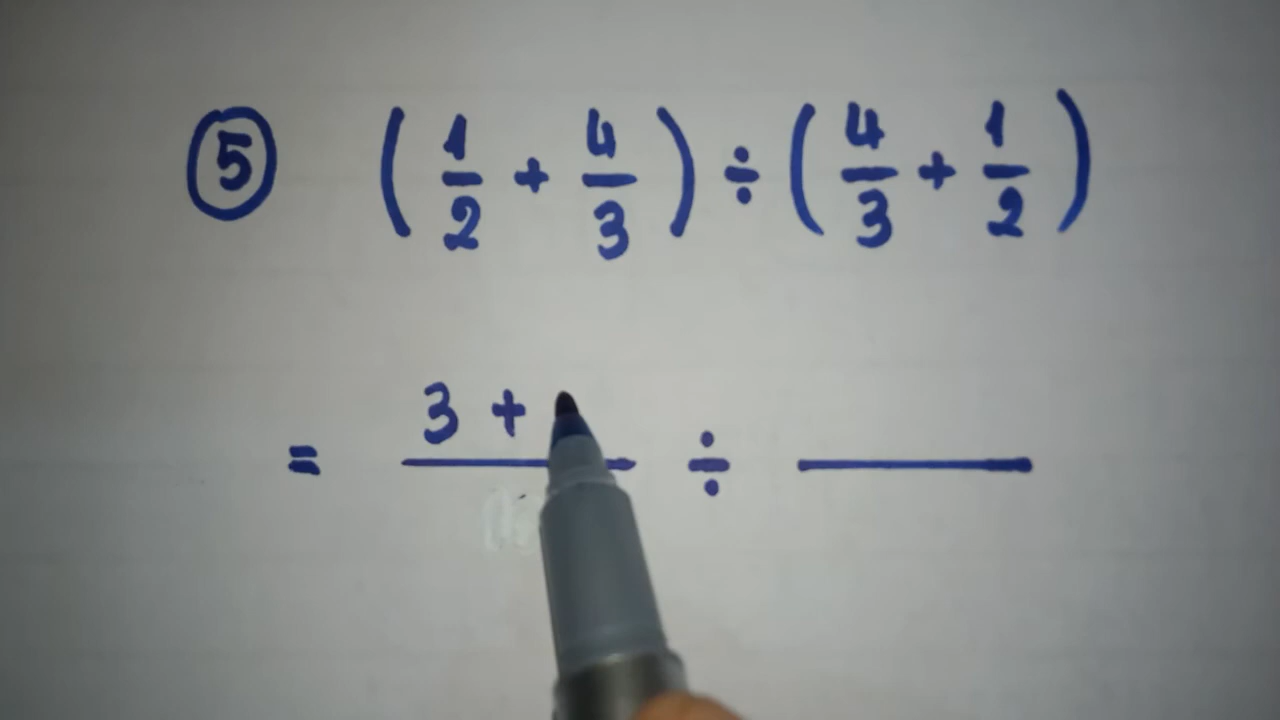 ⑤ (1/2 + 4/3) ÷ (4/3 + 1/2)
= 3 + ÷